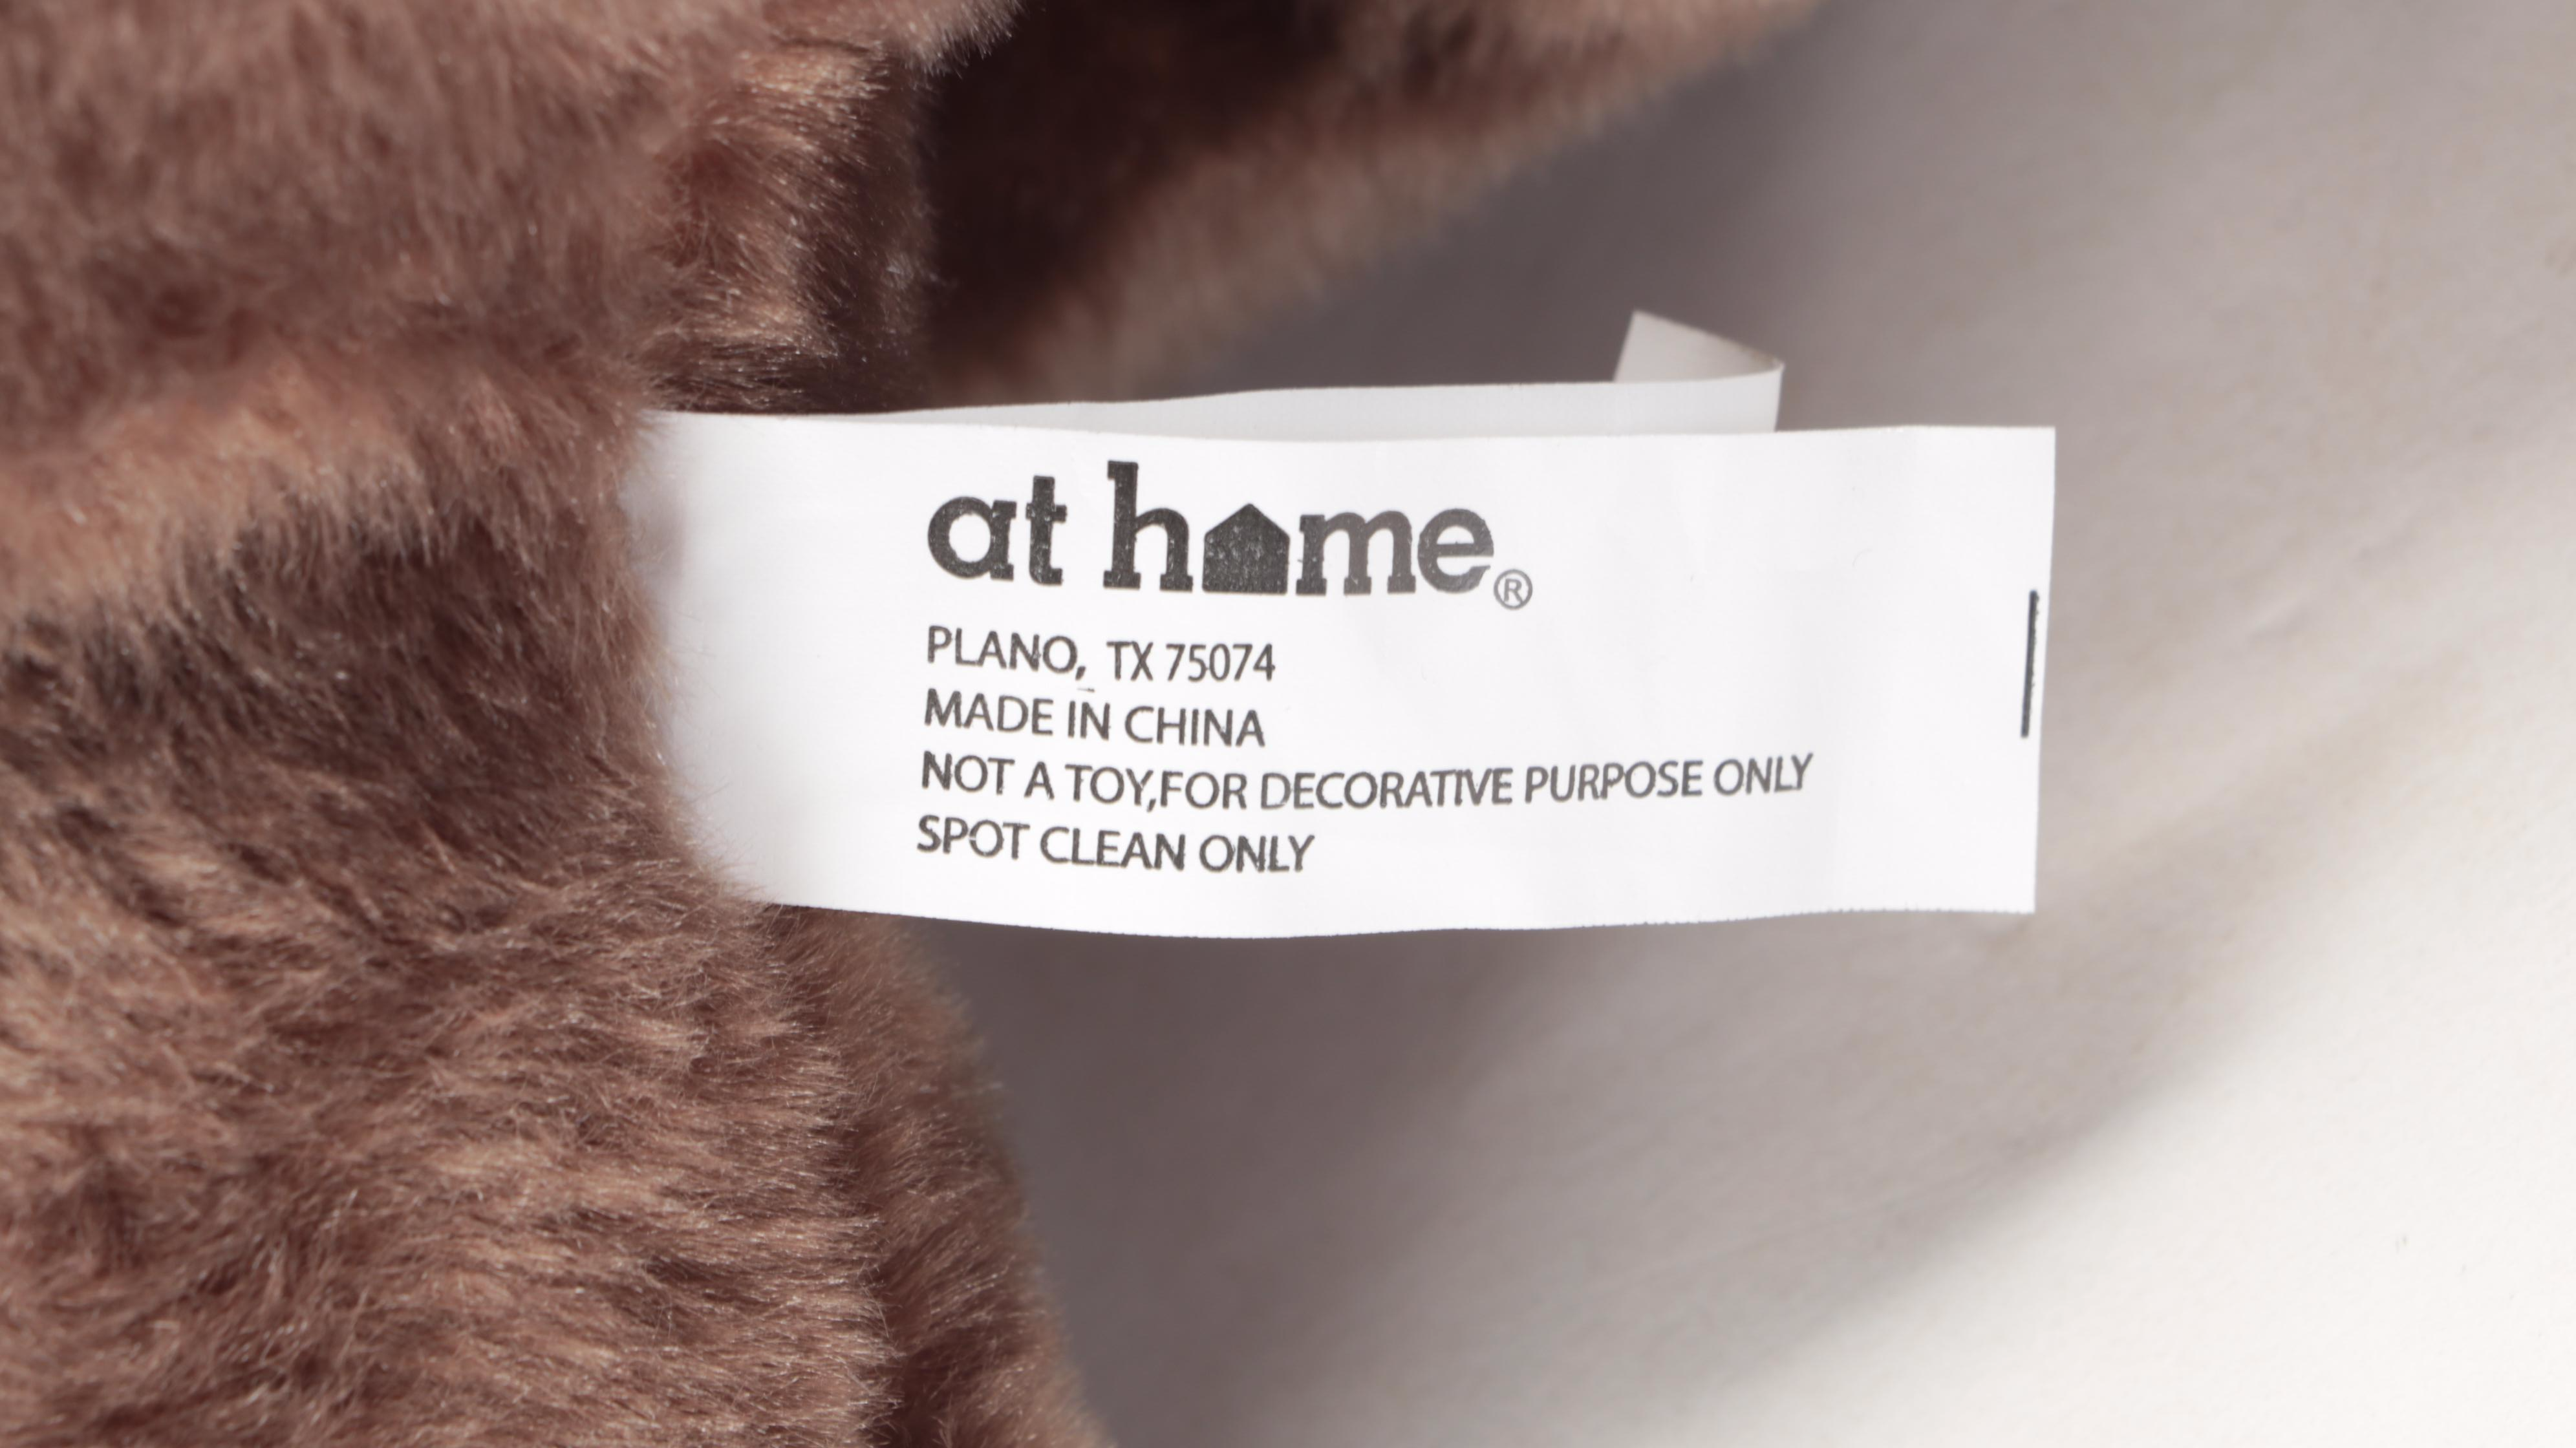 at home®
PLANO, TX 75074
MADE IN CHINA
NOT A TOY,FOR DECORATIVE PURPOSE ONLY
SPOT CLEAN ONLY